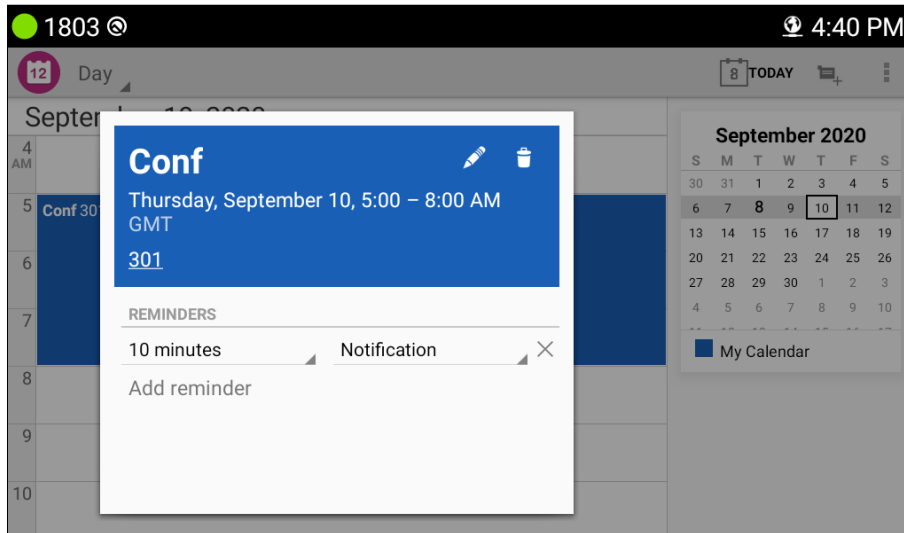 1803
4:40 PM
12
Day
8
TODAY
September 10, 2020
4
AM
5
6
7
8
9
10
Conf 301
Conf
Thursday, September 10, 5:00 – 8:00 AM
GMT
301
REMINDERS
10 minutes
Notification
Add reminder
September 2020
S M T W T F S
30 31 1 2 3 4 5
6 7 8 9 10 11 12
13 14 15 16 17 18 19
20 21 22 23 24 25 26
27 28 29 30 1 2 3
4 5 6 7 8 9 10
My Calendar